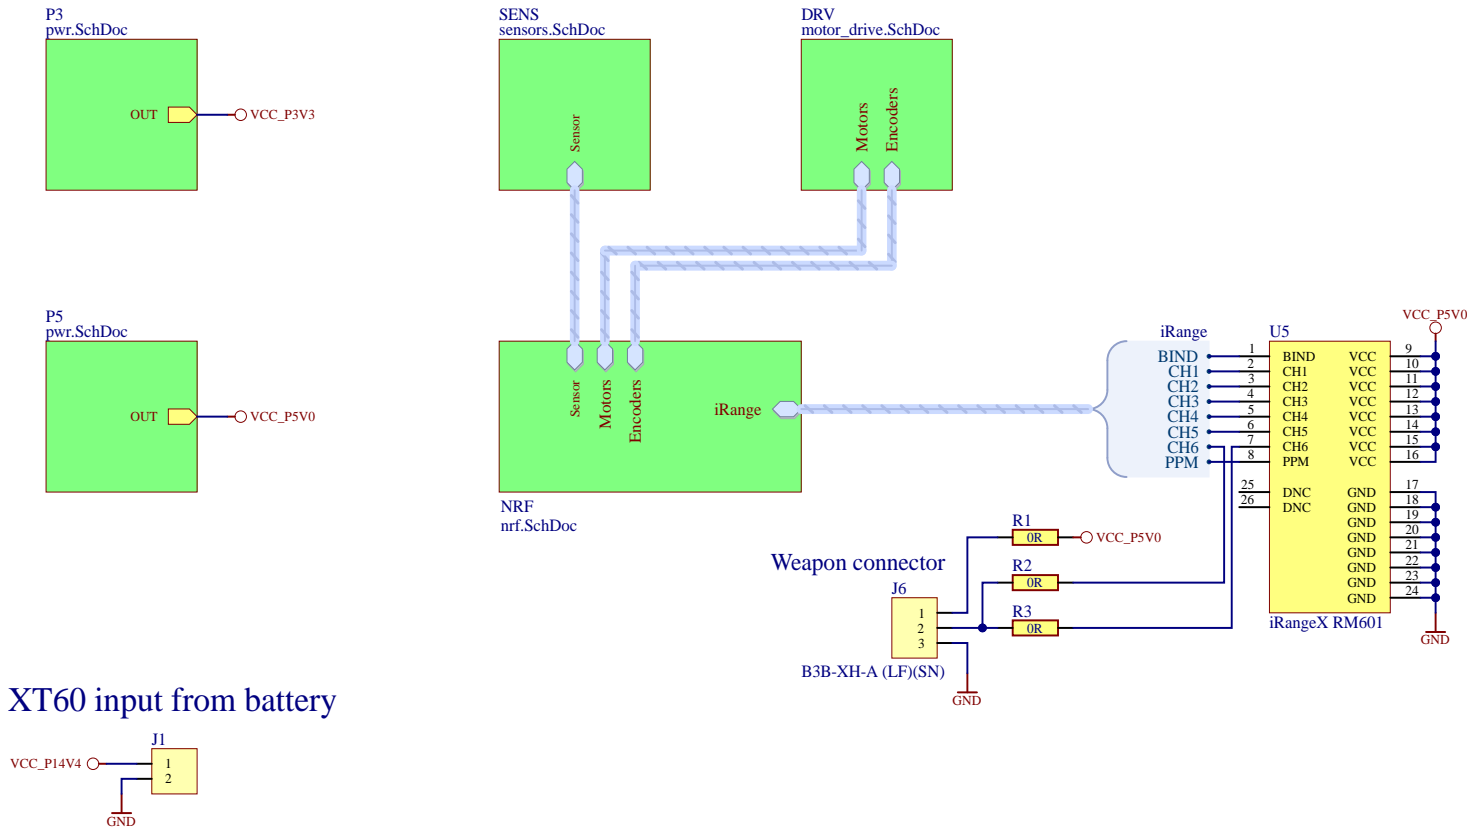 P3
pwr.SchDoc
OUT
VCC_P3V3
SENS
sensors.SchDoc
Sensor
DRV
motor_drive.SchDoc
Motors
Encoders
P5
pwr.SchDoc
OUT
VCC_P5V0
Sensor
Motors
Encoders
iRange
NRF
nrf.SchDoc
iRange
BIND
CH1
CH2
CH3
CH4
CH5
CH6
PPM
U5
VCC_P5V0
1 BIND VCC 9
2 CH1 VCC 10
3 CH2 VCC 11
4 CH3 VCC 12
5 CH4 VCC 13
6 CH5 VCC 14
7 CH6 VCC 15
8 PPM VCC 16
25 DNC GND 17
26 DNC GND 18
GND 19
GND 20
GND 21
GND 22
GND 23
GND 24
iRangeX RM601
GND
Weapon connector
J6
1
2
3
B3B-XH-A (LF)(SN)
GND
R1
0R
VCC_P5V0
R2
0R
R3
0R
XT60 input from battery
J1
VCC_P14V4
1
2
GND